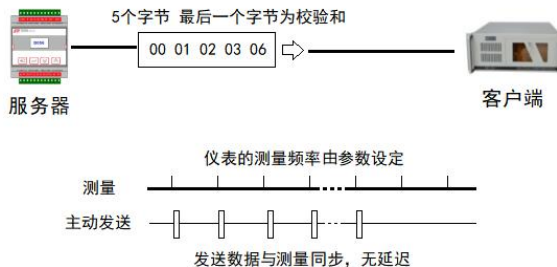 5个字节 最后一个字节为校验和
00 01 02 03 06
服务器
客户端
仪表的测量频率由参数设定
测量
主动发送
发送数据与测量同步，无延迟